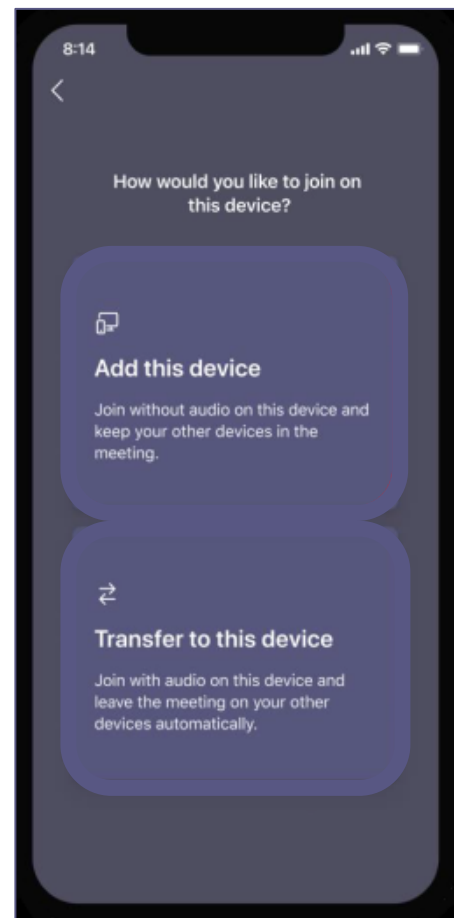 8:14
How would you like to join on
this device?
Add this device
Join without audio on this device and
keep your other devices in the
meeting.
Transfer to this device
Join with audio on this device and
leave the meeting on your other
devices automatically.